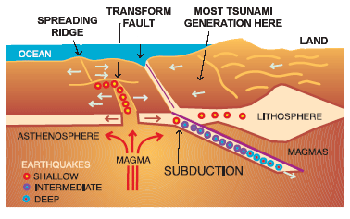 SPREADING
RIDGE
TRANSFORM
FAULT
MOST TSUNAMI
GENERATION HERE
OCEAN
LAND
LITHOSPHERE
ASTHENOSPHERE
MAGMAS
MAGMA
SUBDUCTION
EARTHQUAKES
SHALLOW
INTERMEDIATE
DEEP